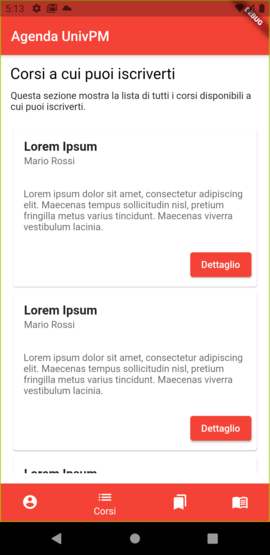 5:13
DEBUG
Agenda UnivPM
Corsi a cui puoi iscriverti
Questa sezione mostra la lista di tutti i corsi disponibili a
cui puoi iscriverti.
Lorem Ipsum
Mario Rossi
Lorem ipsum dolor sit amet, consectetur adipiscing
elit. Maecenas tempus sollicitudin nisl, pretium
fringilla metus varius tincidunt. Maecenas viverra
vestibulum lacinia.
Dettaglio
Lorem Ipsum
Mario Rossi
Lorem ipsum dolor sit amet, consectetur adipiscing
elit. Maecenas tempus sollicitudin nisl, pretium
fringilla metus varius tincidunt. Maecenas viverra
vestibulum lacinia.
Dettaglio
Lorem Ipsum
Corsi